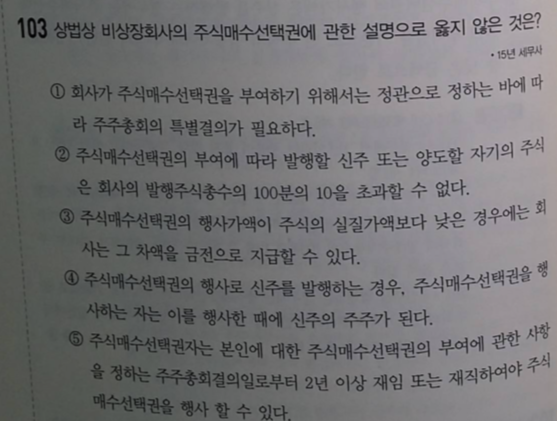 103 상법상 비상장회사의 주식매수선택권에 관한 설명으로 옳지 않은 것은?
• 15년 세무사
① 회사가 주식매수선택권을 부여하기 위해서는 정관으로 정하는 바에 따
라 주주총회의 특별결의가 필요하다.
② 주식매수선택권의 부여에 따라 발행할 신주 또는 양도할 자기의 주식
은 회사의 발행주식총수의 100분의 10을 초과할 수 없다.
③ 주식매수선택권의 행사가액이 주식의 실질가액보다 낮은 경우에는 회
사는 그 차액을 금전으로 지급할 수 있다.
④ 주식매수선택권의 행사로 신주를 발행하는 경우, 주식매수선택권을 행
사하는 자는 이를 행사한 때에 신주의 주주가 된다.
⑤ 주식매수선택권자는 본인에 대한 주식매수선택권의 부여에 관한 사항
을 정하는 주주총회결의일로부터 2년 이상 재임 또는 재직하여야 주식
매수선택권을 행사 할 수 있다.